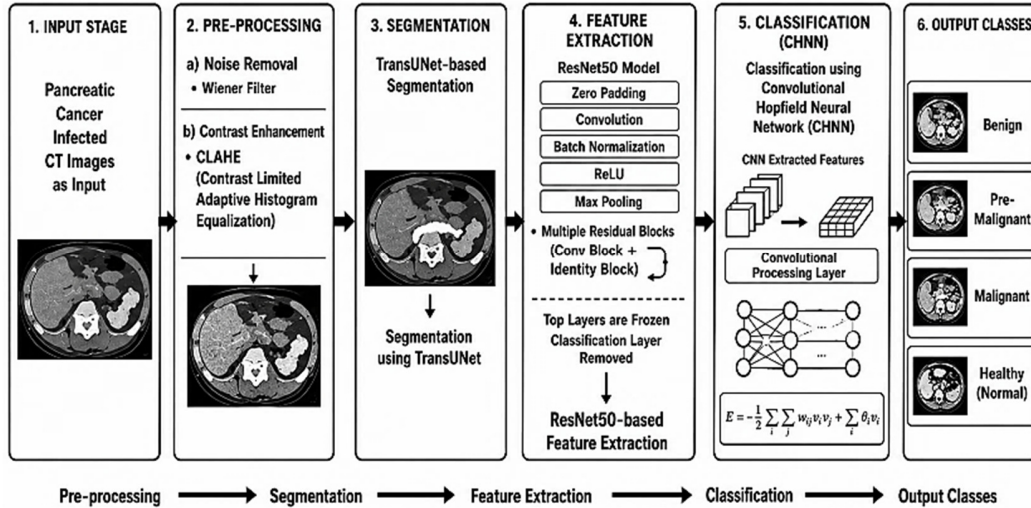 1. INPUT STAGE
Pancreatic
Cancer
Infected
CT Images
as Input
2. PRE-PROCESSING
a) Noise Removal
• Wiener Filter
b) Contrast Enhancement
• CLAHE
(Contrast Limited
Adaptive Histogram
Equalization)
3. SEGMENTATION
TransUNet-based
Segmentation
Segmentation
using TransUNet
4. FEATURE
EXTRACTION
ResNet50 Model
Zero Padding
Convolution
Batch Normalization
ReLU
Max Pooling
• Multiple Residual Blocks
(Conv Block +
Identity Block)
Top Layers are Frozen
Classification Layer
Removed
ResNet50-based
Feature Extraction
5. CLASSIFICATION
(CHNN)
Classification using
Convolutional
Hopfield Neural
Network (CHNN)
CNN Extracted Features
Convolutional
Processing Layer
E = -1/2 ∑i ∑j wij vi vj + ∑i θi vi
6. OUTPUT CLASSES
Benign
Pre-
Malignant
Malignant
Healthy
(Normal)
Pre-processing
Segmentation
Feature Extraction
Classification
Output Classes